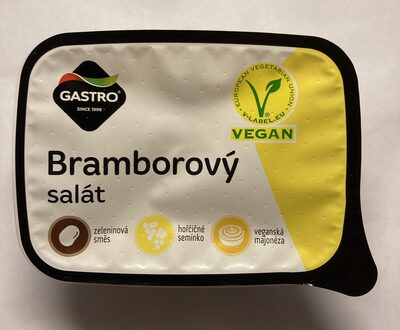 GASTRO®
SINCE 1998
EUROPEAN VEGETARIAN UNION
V-LABEL.EU
VEGAN
Bramborový
salát
zeleninová
směs
hořčičné
semínko
veganská
majonéza